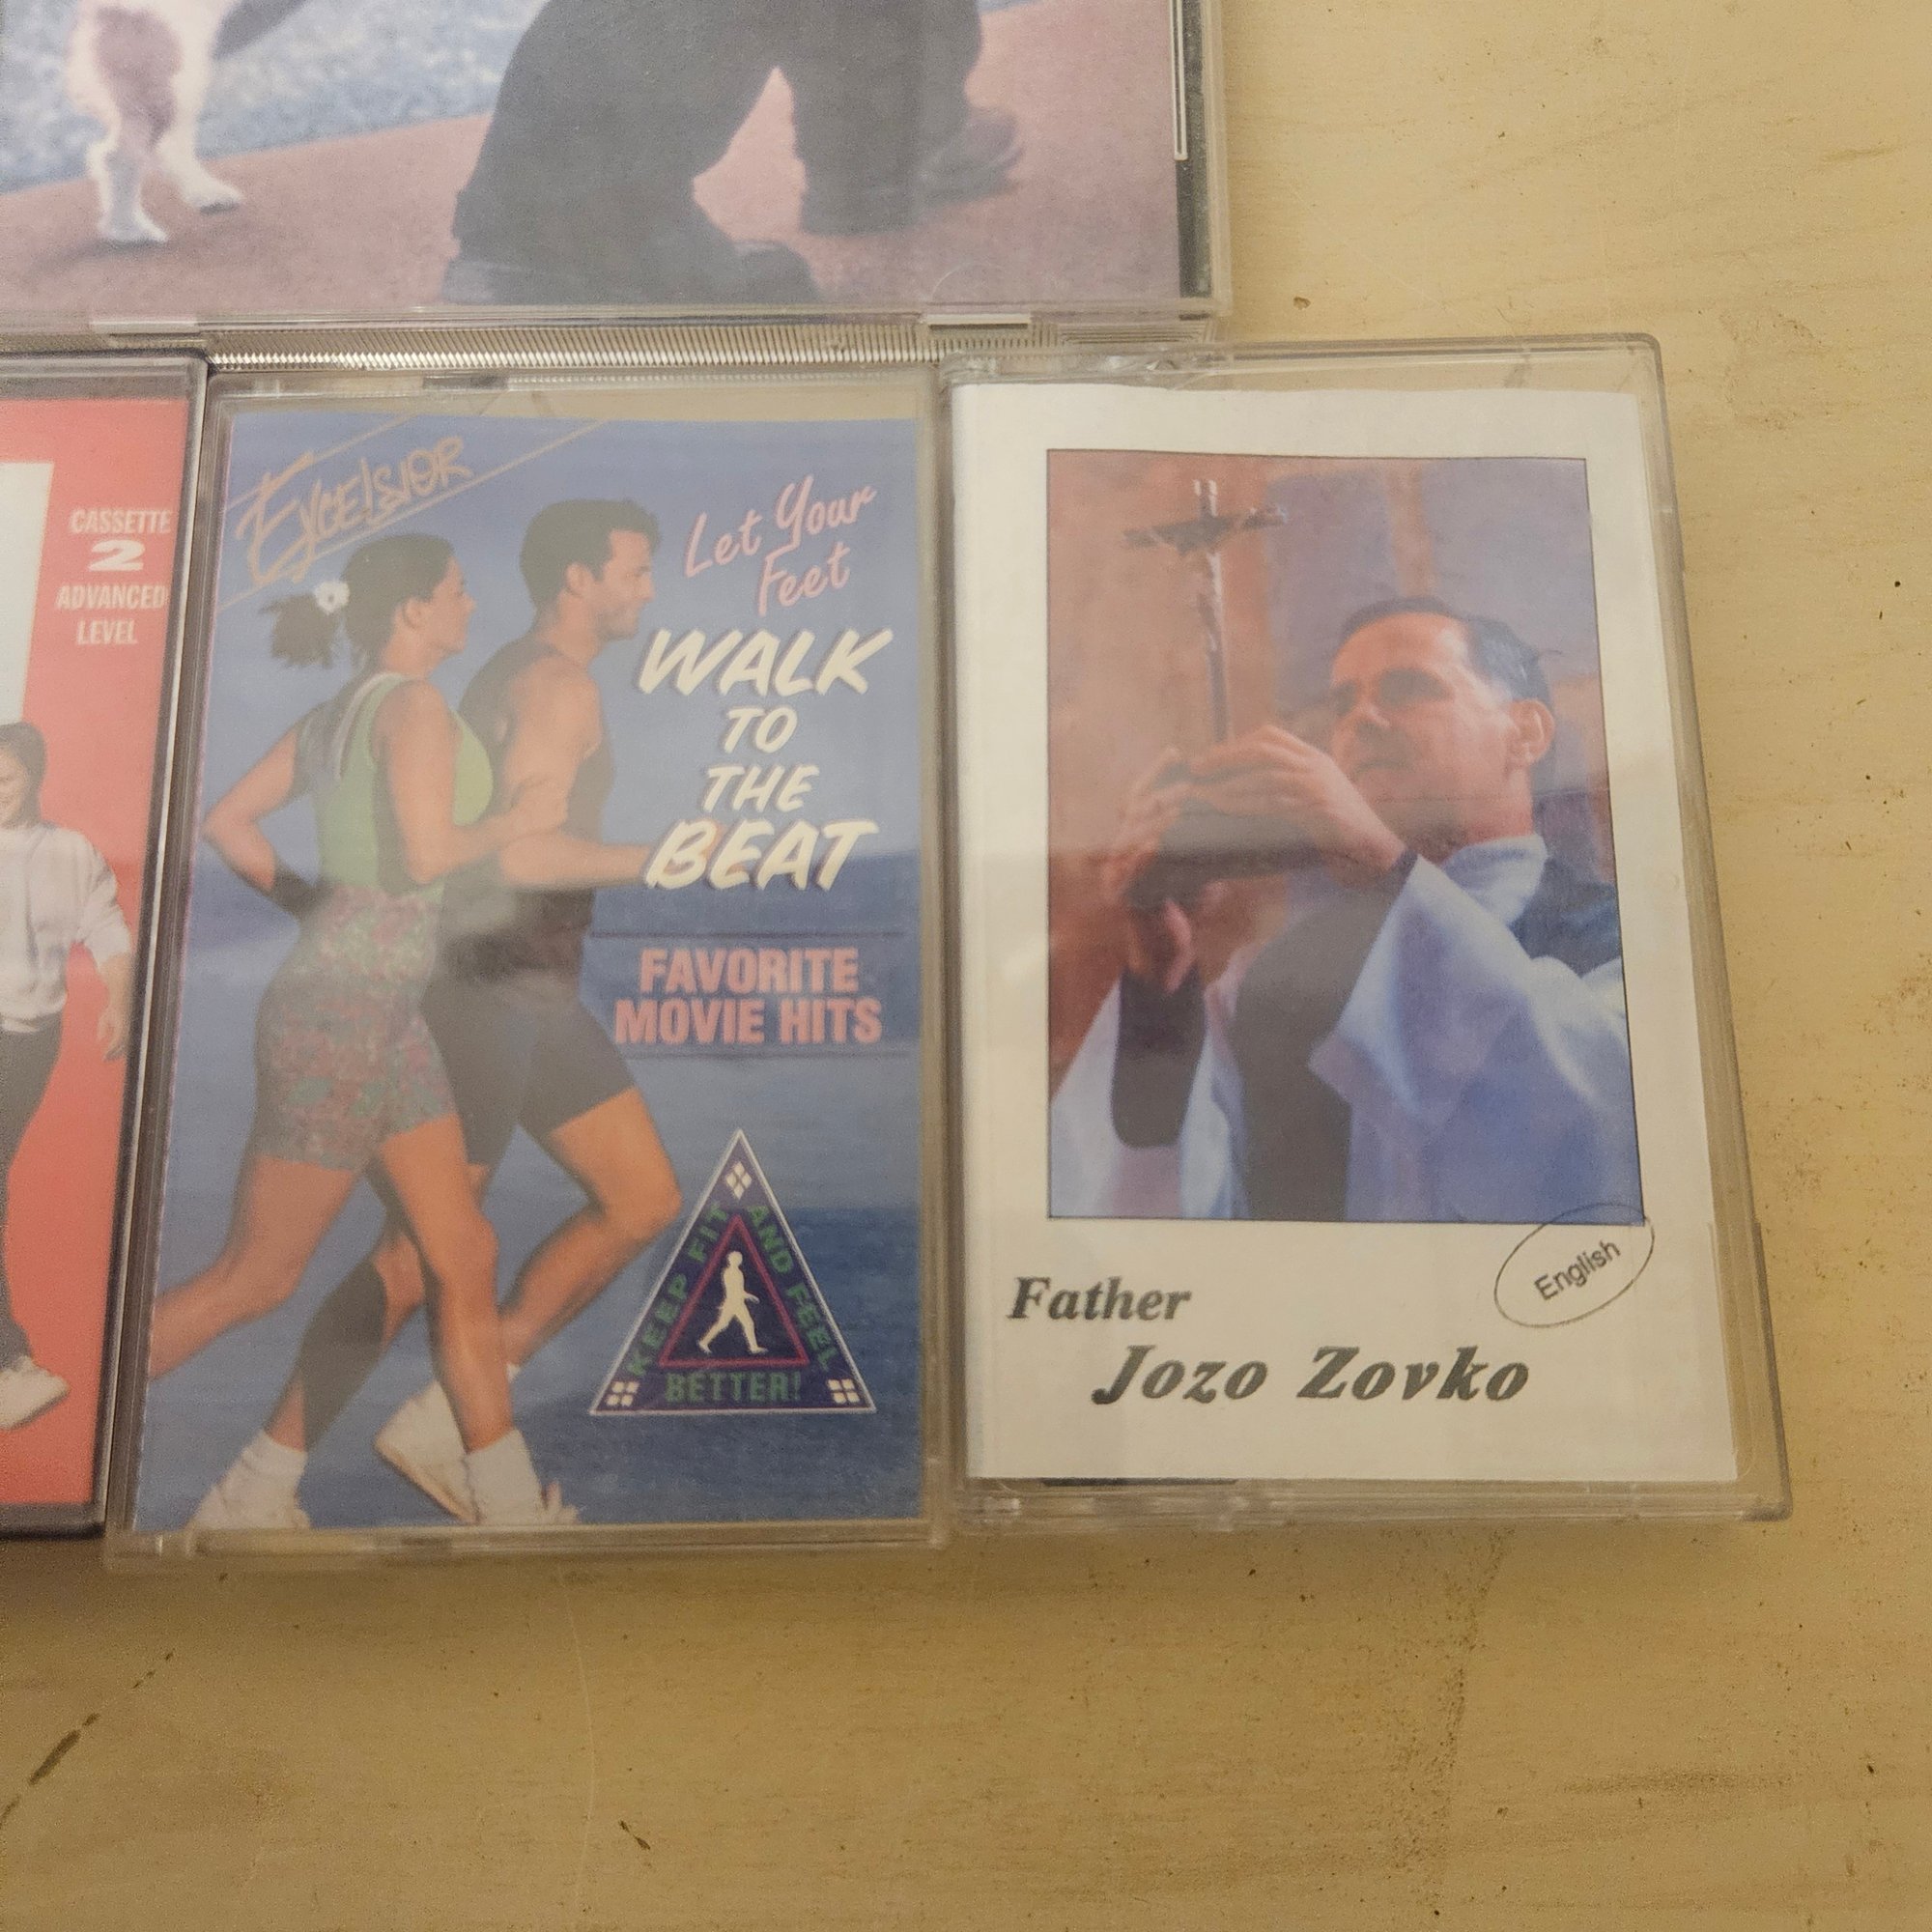 CASSETTE
2
ADVANCED
LEVEL
EXCELSIOR
Let Your
Feet
WALK
TO
THE
BEAT
FAVORITE
MOVIE HITS
KEEP FIT AND FEEL
BETTER!
English
Father
Jozo Zovko